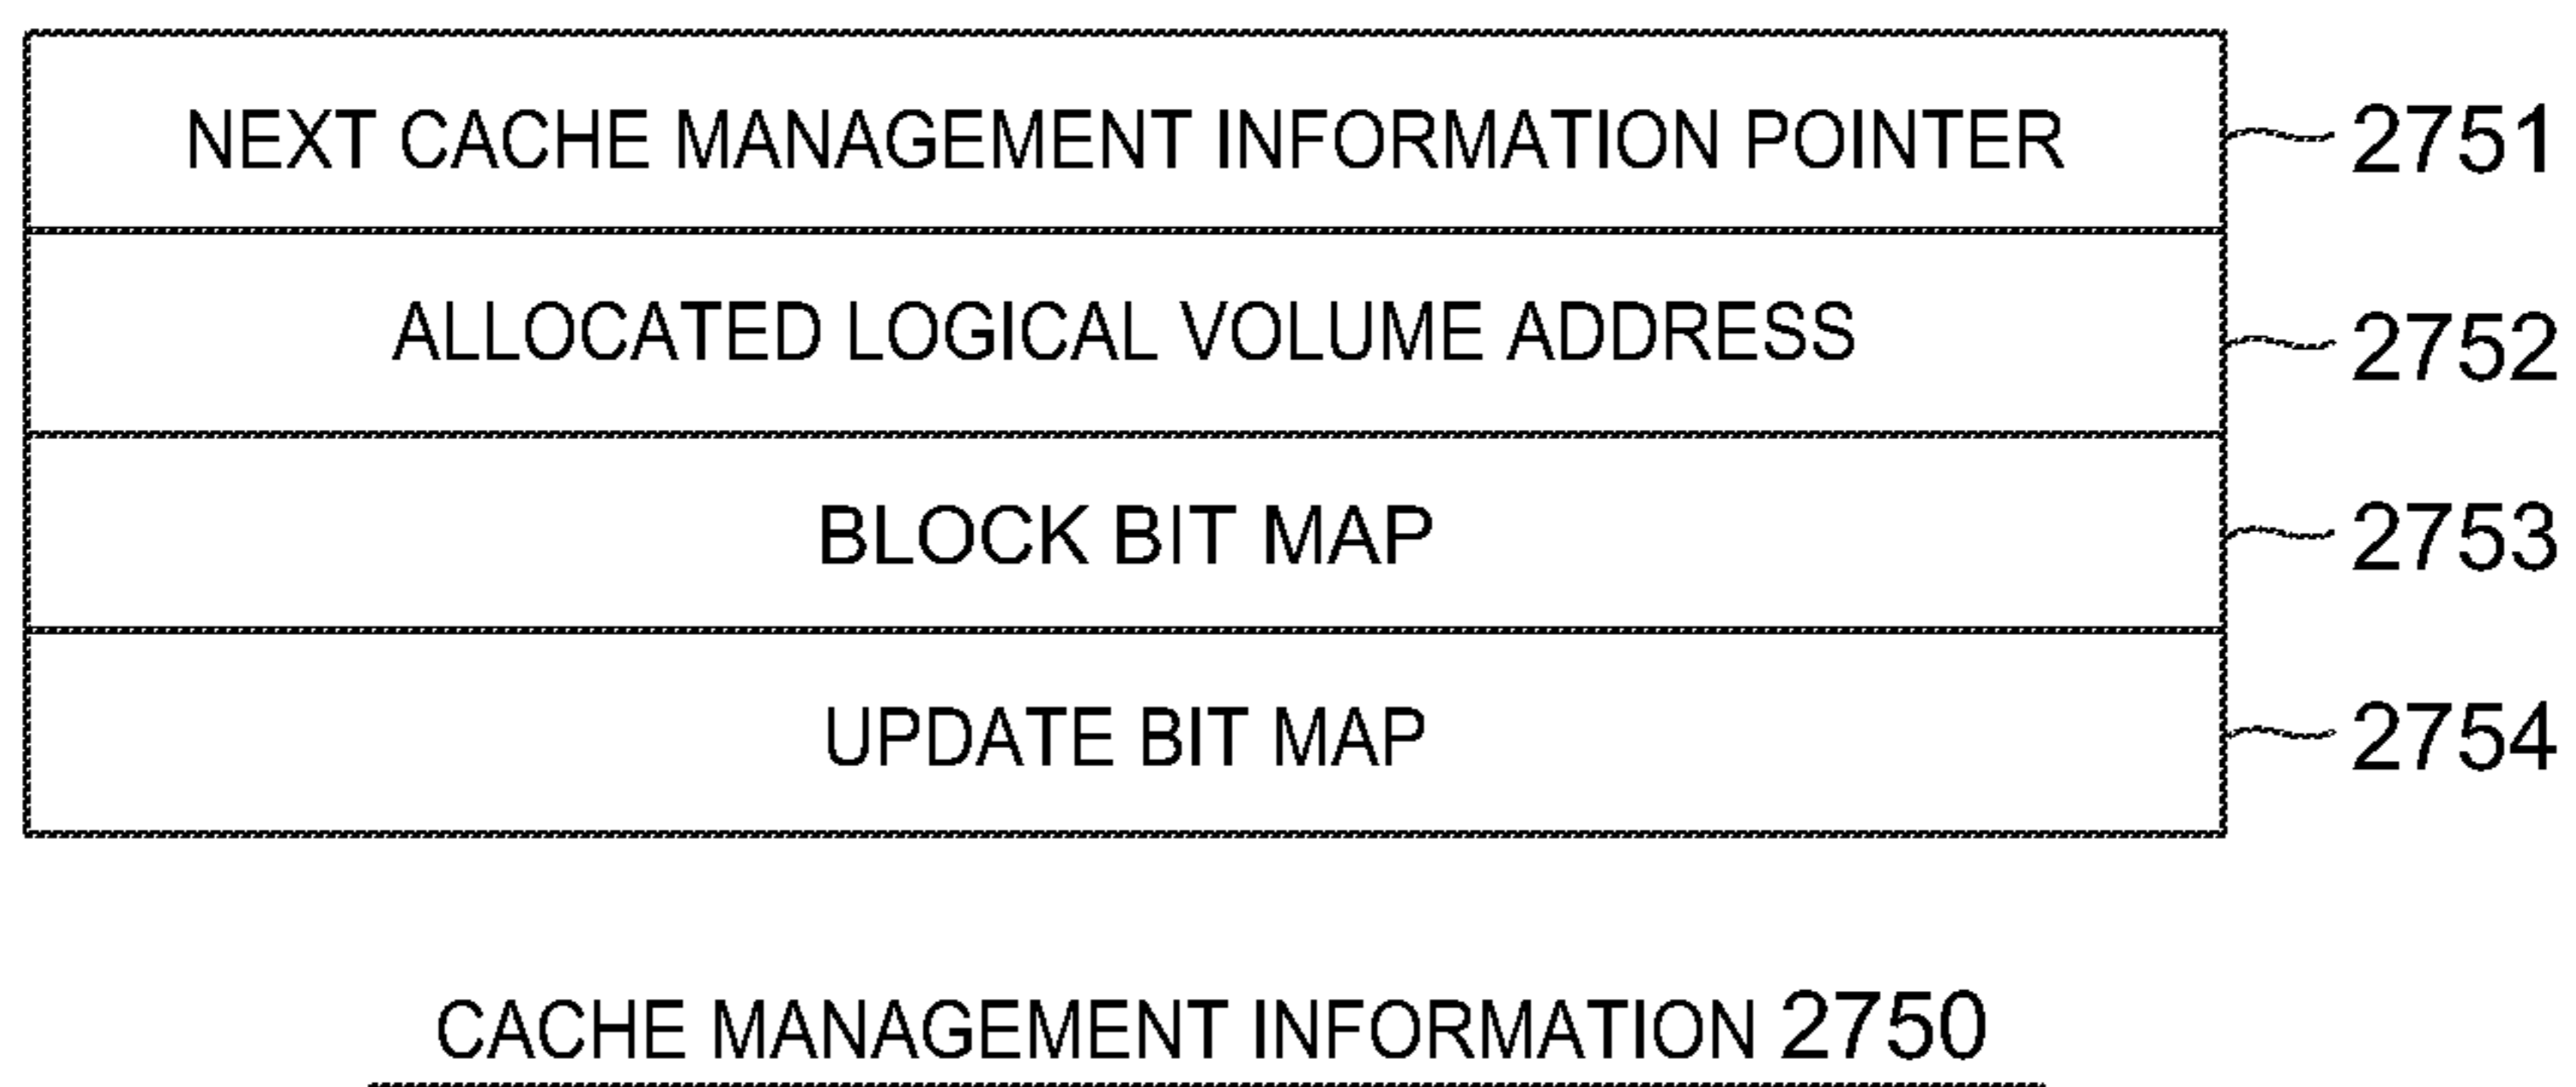 NEXT CACHE MANAGEMENT INFORMATION POINTER 2751
ALLOCATED LOGICAL VOLUME ADDRESS 2752
BLOCK BIT MAP 2753
UPDATE BIT MAP 2754
CACHE MANAGEMENT INFORMATION 2750